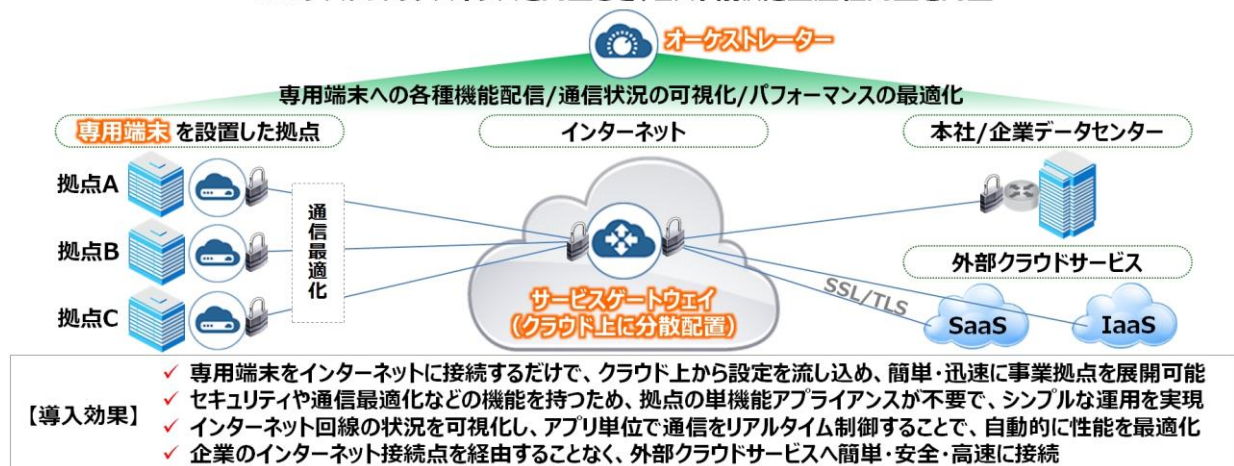 オーケストレーター
専用端末への各種機能配信/通信状況の可視化/パフォーマンスの最適化
専用端末 を設置した拠点
インターネット
本社/企業データセンター
拠点A
拠点B
拠点C
通信最適化
サービスゲートウェイ
(クラウド上に分散配置)
外部クラウドサービス
SSL/TLS
SaaS
IaaS
【導入効果】
✓ 専用端末をインターネットに接続するだけで、クラウド上から設定を流し込め、簡単・迅速に事業拠点を展開可能
✓ セキュリティや通信最適化などの機能を持つため、拠点の単機能アプライアンスが不要で、シンプルな運用を実現
✓ インターネット回線の状況を可視化し、アプリ単位で通信をリアルタイム制御することで、自動的に性能を最適化
✓ 企業のインターネット接続点を経由することなく、外部クラウドサービスへ簡単・安全・高速に接続